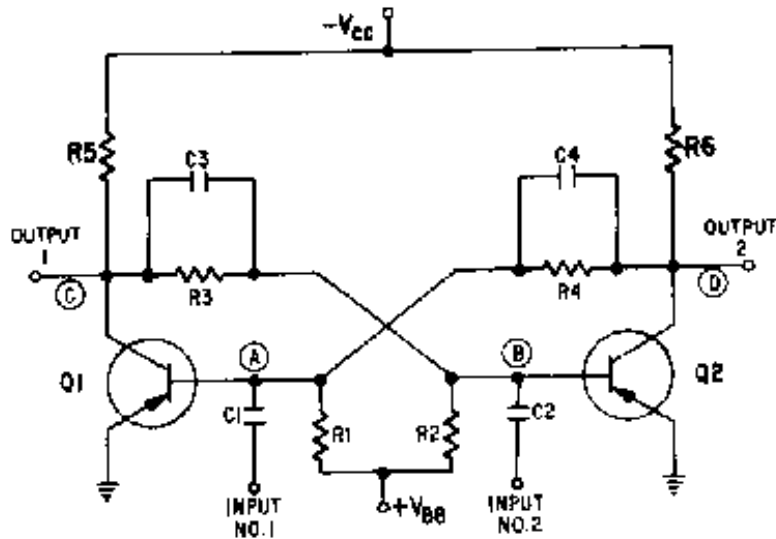 -Vcc
R5
C3
C4
R6
OUTPUT
1
OUTPUT
2
C
R3
R4
D
Q1
A
B
Q2
C1
R1
R2
C2
INPUT
NO.1
+VBB
INPUT
NO.2